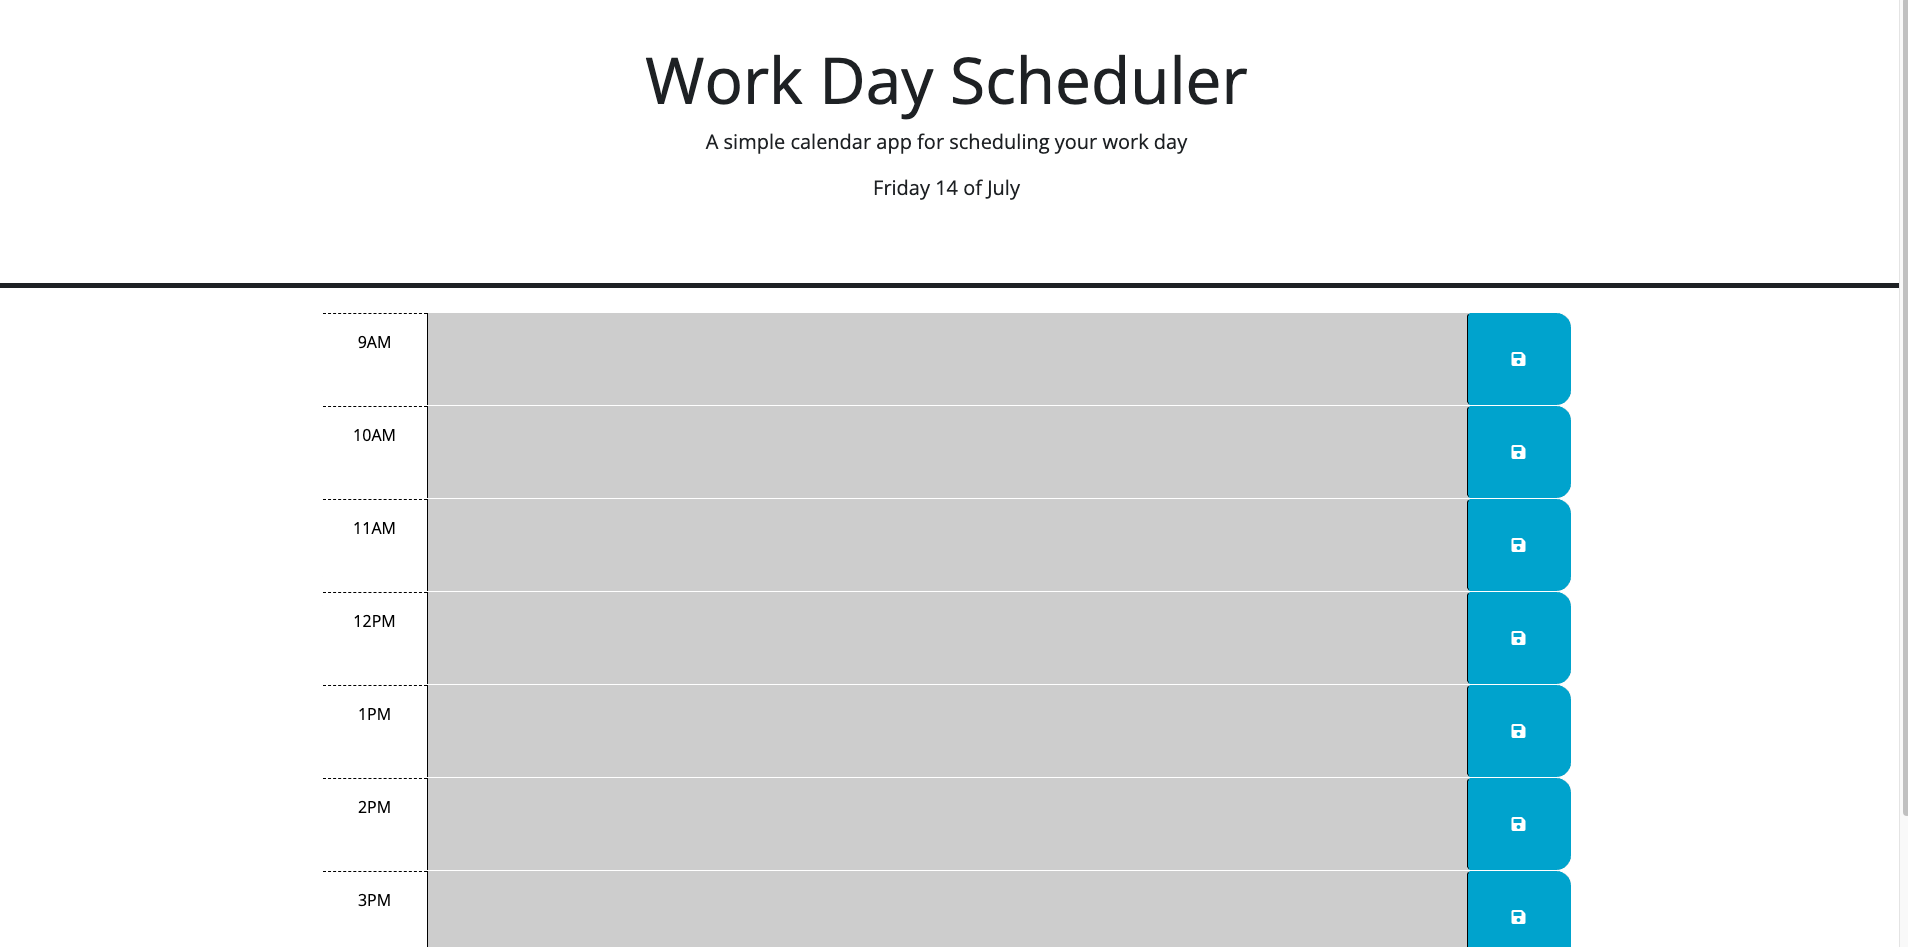 Work Day Scheduler
A simple calendar app for scheduling your work day
Friday 14 of July
9AM
10AM
11AM
12PM
1PM
2PM
3PM